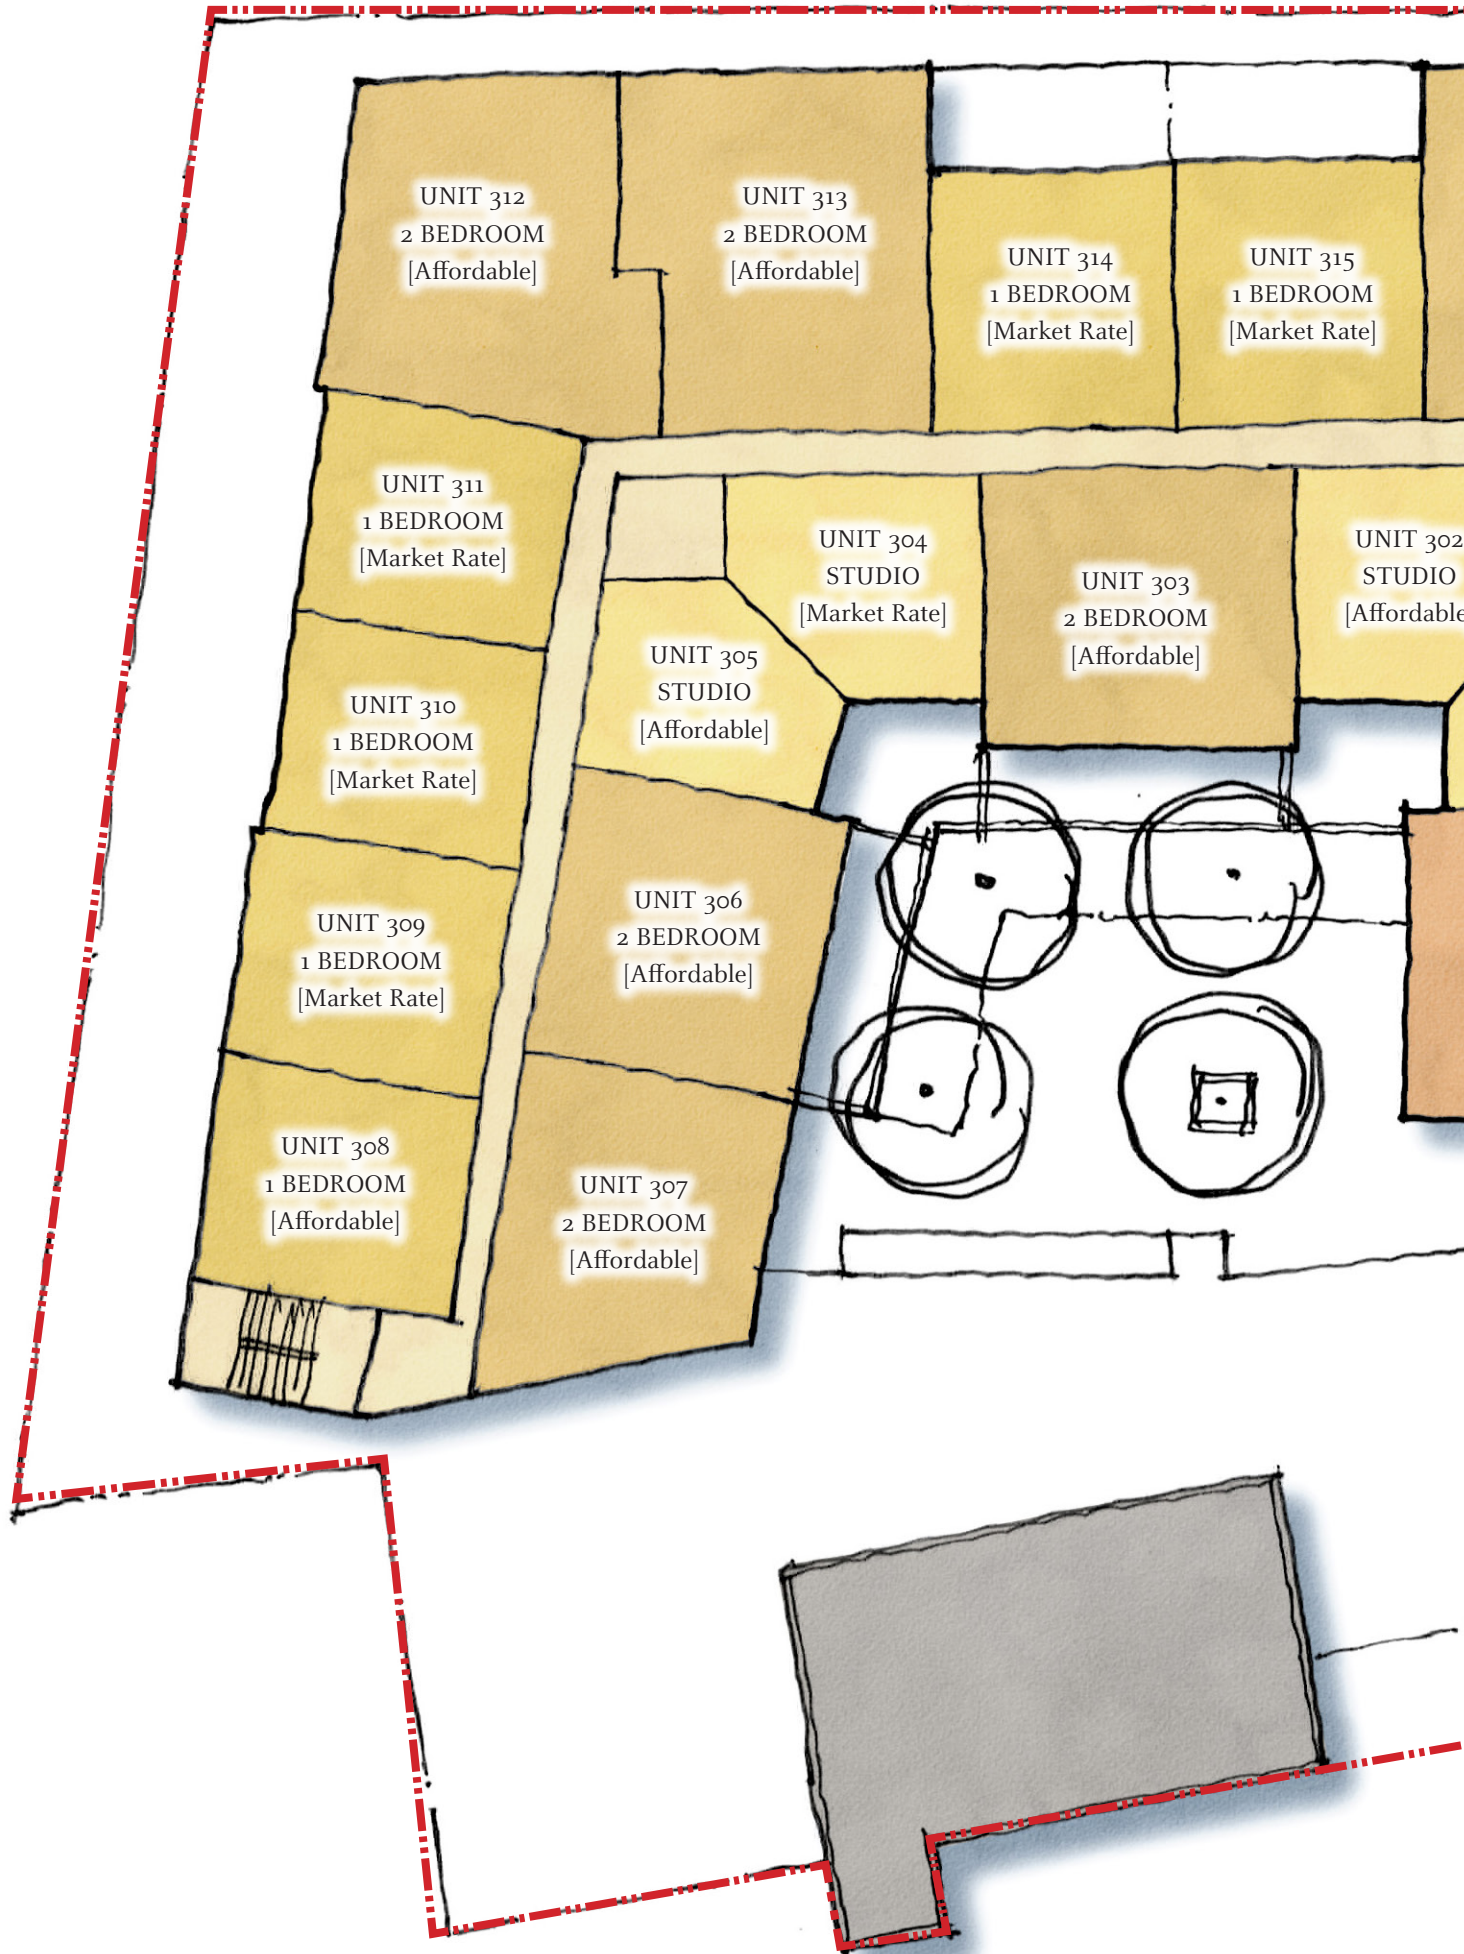 UNIT 312
2 BEDROOM
[Affordable]
UNIT 313
2 BEDROOM
[Affordable]
UNIT 314
1 BEDROOM
[Market Rate]
UNIT 315
1 BEDROOM
[Market Rate]
UNIT 311
1 BEDROOM
[Market Rate]
UNIT 304
STUDIO
[Market Rate]
UNIT 303
2 BEDROOM
[Affordable]
UNIT 302
STUDIO
[Affordable
UNIT 305
STUDIO
[Affordable]
UNIT 310
1 BEDROOM
[Market Rate]
UNIT 306
2 BEDROOM
[Affordable]
UNIT 309
1 BEDROOM
[Market Rate]
UNIT 308
1 BEDROOM
[Affordable]
UNIT 307
2 BEDROOM
[Affordable]